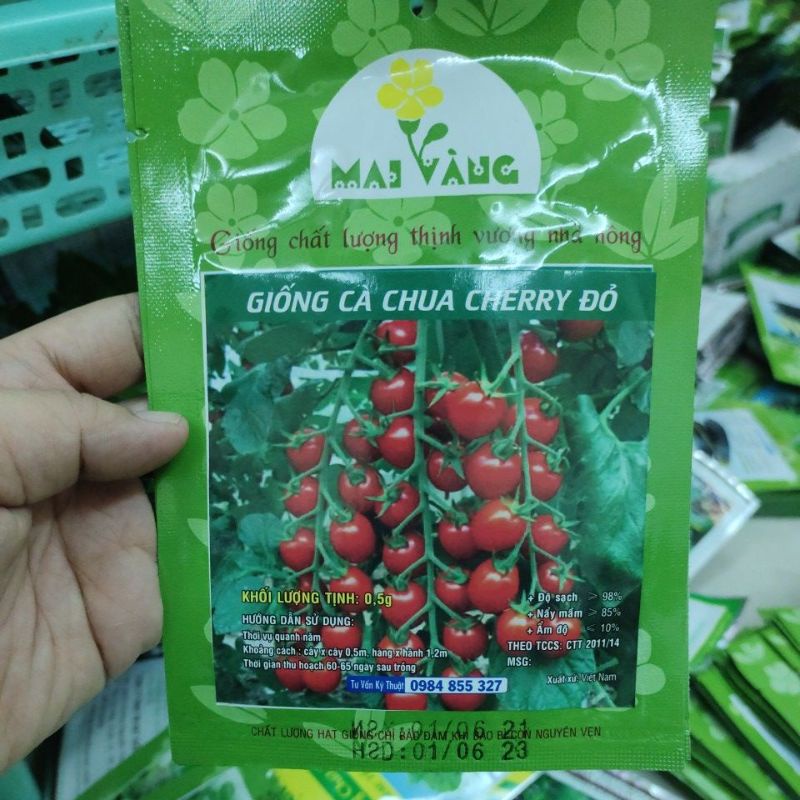 MAI VÀNG
Giống chất lượng thịnh vượng nhà nông
GIỐNG CÀ CHUA CHERRY ĐỎ
KHỐI LƯỢNG TỊNH: 0,5g
HƯỚNG DẪN SỬ DỤNG:
Thời vụ quanh năm
Khoảng cách : cây x cây 0.5m, hàng x hành 1.2m
Thời gian thu hoạch 60-65 ngày sau trồng
+ Độ sạch ≥ 98%
+ Nẩy mầm ≥ 85%
+ Ẩm độ ≤ 10%
THEO TCCS: CTT 2011/14
MSG:
Xuất xứ: Việt Nam
Tư Vấn Kỹ Thuật 0984 855 327
NSX:01/06 21
CHẤT LƯỢNG HẠT GIỐNG CHỈ BẢO ĐẢM KHI BAO BÌ CÒN NGUYÊN VẸN
HSD:01/06 23